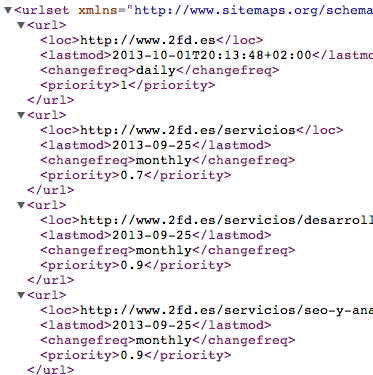 ▼<urlset xmlns="http://www.sitemaps.org/schema
▼<url>
<loc>http://www.2fd.es</loc>
<lastmod>2013-10-01T20:13:48+02:00</lastmo
<changefreq>daily</changefreq>
<priority>1</priority>
</url>
▼<url>
<loc>http://www.2fd.es/servicios</loc>
<lastmod>2013-09-25</lastmod>
<changefreq>monthly</changefreq>
<priority>0.7</priority>
</url>
▼<url>
<loc>http://www.2fd.es/servicios/desarroll
<lastmod>2013-09-25</lastmod>
<changefreq>monthly</changefreq>
<priority>0.9</priority>
</url>
▼<url>
<loc>http://www.2fd.es/servicios/seo-y-ana
<lastmod>2013-09-25</lastmod>
<changefreq>monthly</changefreq>
<priority>0.9</priority>
</url>